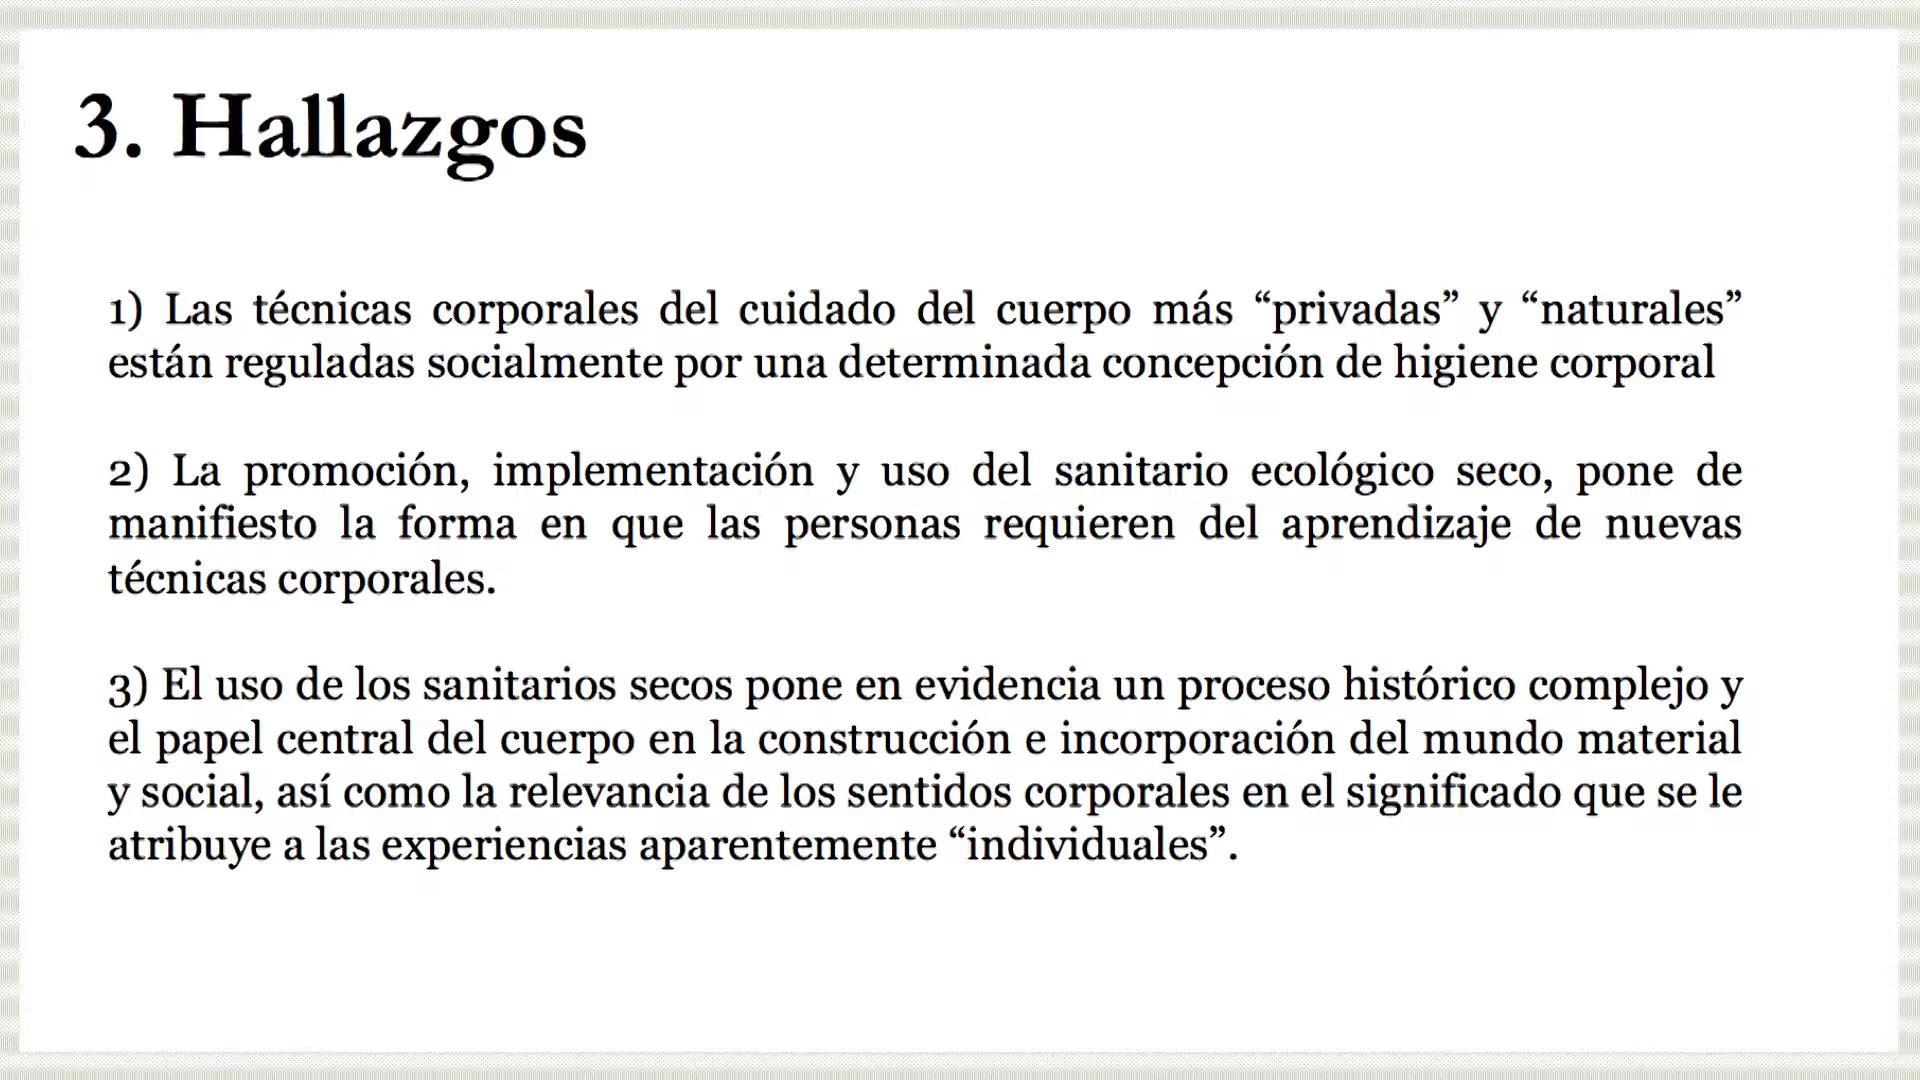 3. Hallazgos
1) Las técnicas corporales del cuidado del cuerpo más “privadas” y “naturales”
están reguladas socialmente por una determinada concepción de higiene corporal
2) La promoción, implementación y uso del sanitario ecológico seco, pone de
manifiesto la forma en que las personas requieren del aprendizaje de nuevas
técnicas corporales.
3) El uso de los sanitarios secos pone en evidencia un proceso histórico complejo y
el papel central del cuerpo en la construcción e incorporación del mundo material
y social, así como la relevancia de los sentidos corporales en el significado que se le
atribuye a las experiencias aparentemente “individuales”.